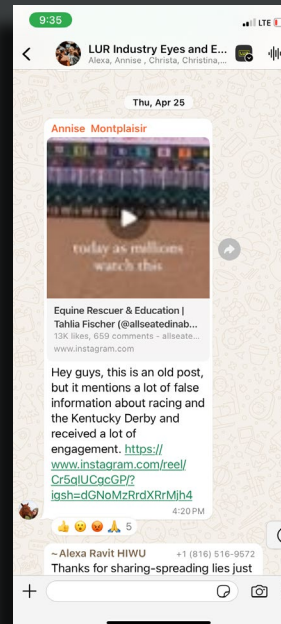 9:35
LTE
LUR Industry Eyes and E...
Alexa, Annise , Christa, Christina,...
Thu, Apr 25
Annise Montplaisir
today as millions
watch this
Equine Rescuer & Education |
Tahlia Fischer (@allseatedinab...
13K likes, 659 comments - allseate...
www.instagram.com
Hey guys, this is an old post,
but it mentions a lot of false
information about racing and
the Kentucky Derby and
received a lot of
engagement. https://
www.instagram.com/reel/
Cr5qlUCgcGP/?
igsh=dGNoMzRrdXRrMjh4
4:20 PM
5
~Alexa Ravit HIWU +1 (816) 516-9572
Thanks for sharing-spreading lies just